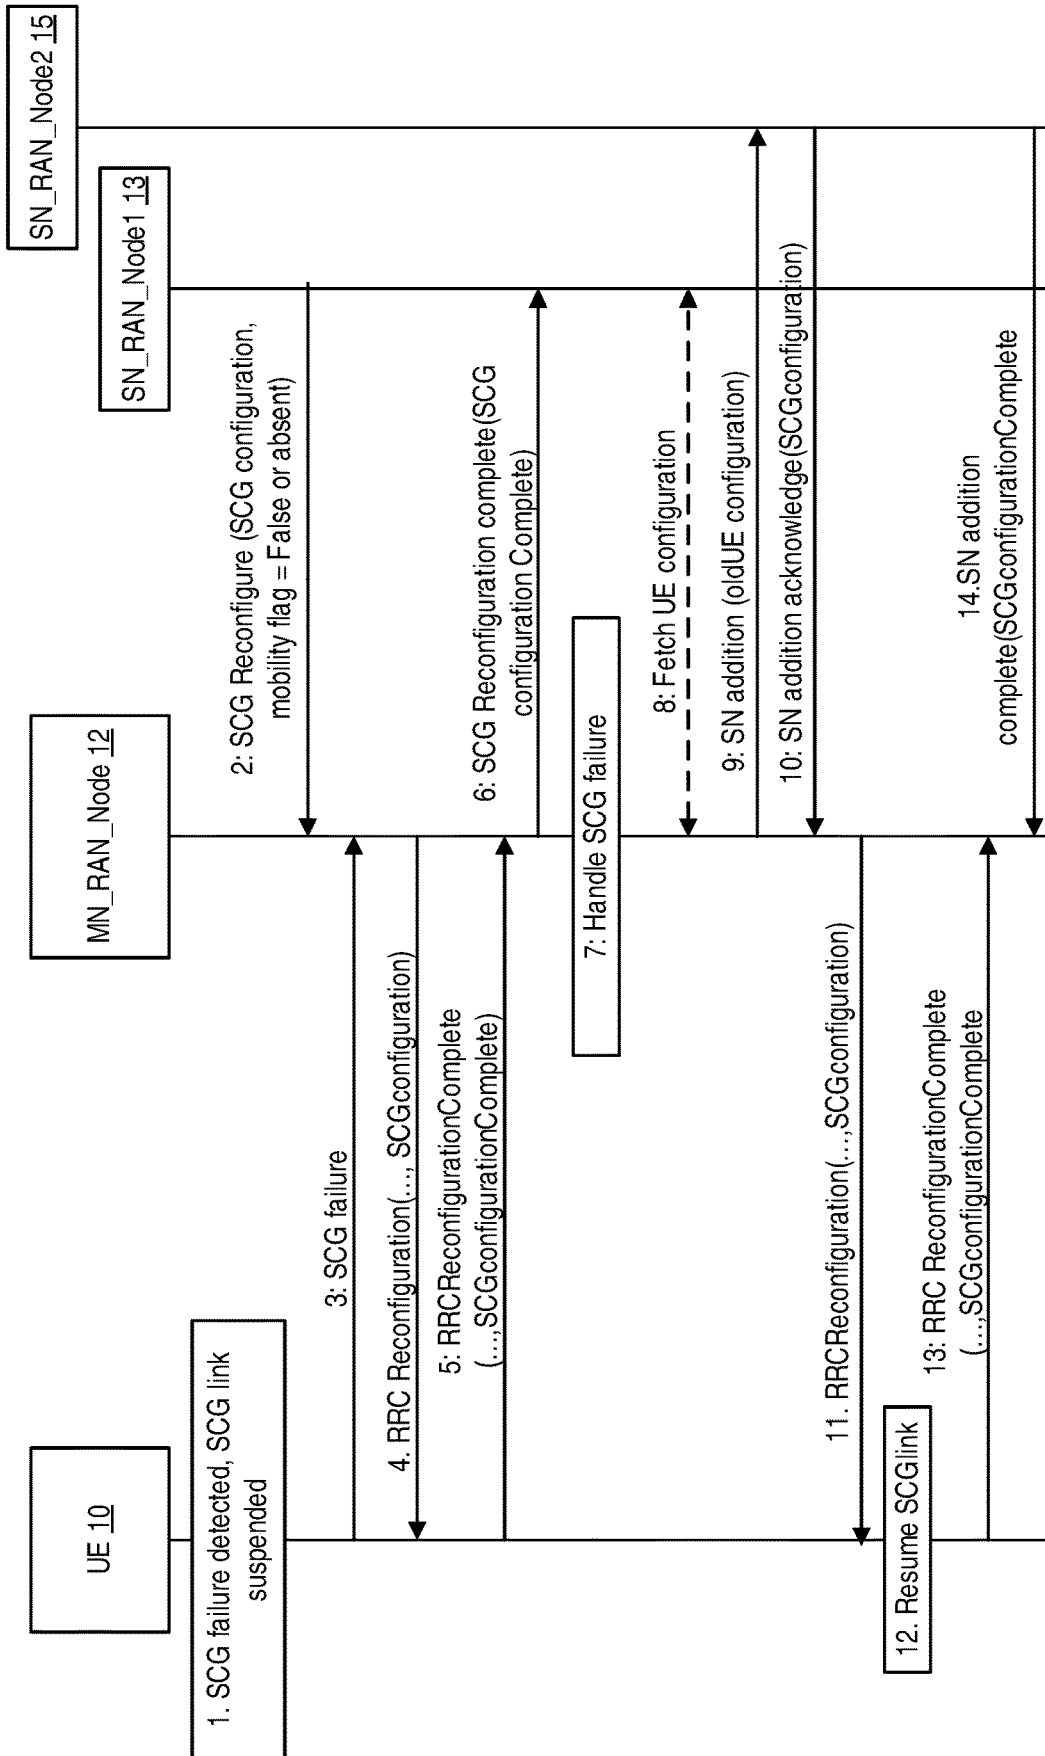 UE 10
MN_RAN_Node 12
SN_RAN_Node1 13
SN_RAN_Node2 15
1. SCG failure detected, SCG link
suspended
2: SCG Reconfigure (SCG configuration,
mobility flag = False or absent)
3: SCG failure
4. RRC Reconfiguration(..., SCGconfiguration)
5: RRCReconfigurationComplete
(...,SCGconfigurationComplete)
6: SCG Reconfiguration complete(SCG
configuration Complete)
7: Handle SCG failure
8: Fetch UE configuration
9: SN addition (oldUE configuration)
10: SN addition acknowledge(SCGconfiguration)
11. RRCReconfiguration(...,SCGconfiguration)
12. Resume SCGlink
13: RRC ReconfigurationComplete
(...,SCGconfigurationComplete)
14.SN addition
complete(SCGconfigurationComplete